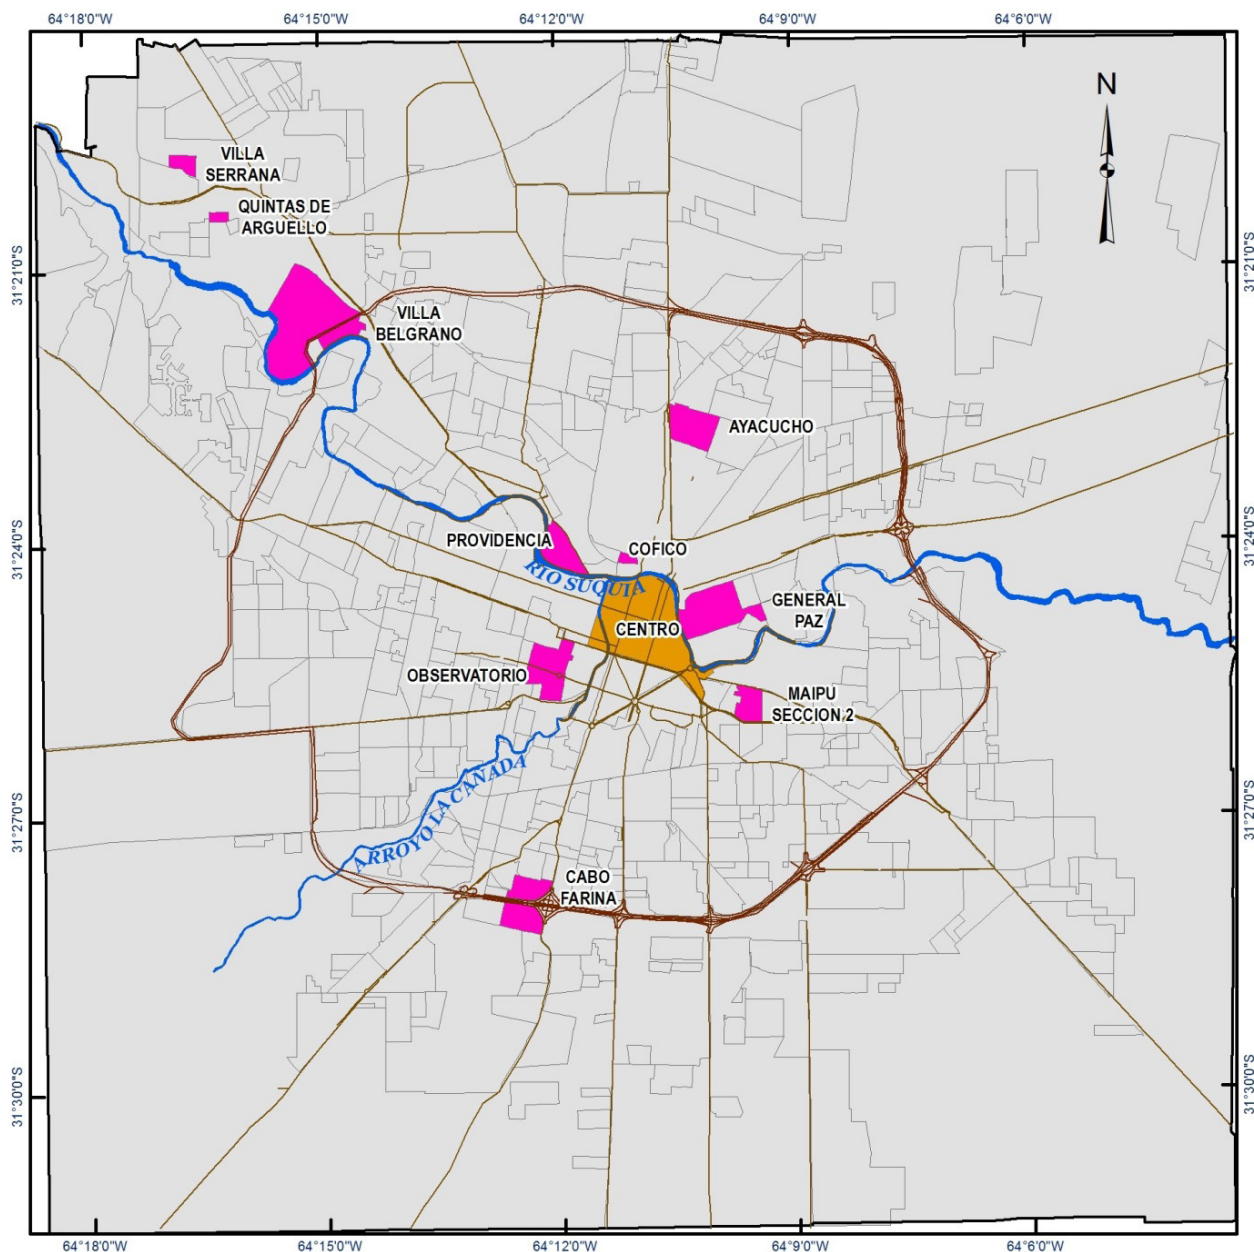 64°18'0"W
64°15'0"W
64°12'0"W
64°9'0"W
64°6'0"W
N
VILLA
SERRANA
QUINTAS DE
ARGUELLO
31°21'0"S
31°21'0"S
VILLA
BELGRANO
AYACUCHO
31°24'0"S
31°24'0"S
PROVIDENCIA
COFICO
RIO SUQUIA
GENERAL
PAZ
CENTRO
OBSERVATORIO
MAIPU
SECCION 2
ARROYO LA CANADA
31°27'0"S
31°27'0"S
CABO
FARINA
31°30'0"S
31°30'0"S
64°18'0"W
64°15'0"W
64°12'0"W
64°9'0"W
64°6'0"W